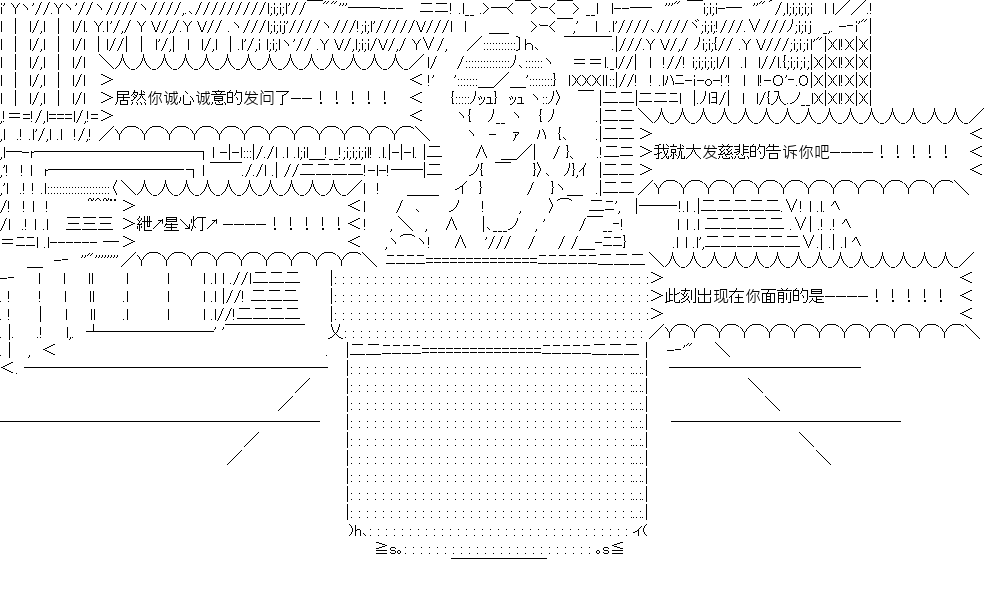 居然你诚心诚意的发问了--！！！！！
我就大发慈悲的告诉你吧----！！！！！
紲↗星↘灯↗ ----！！！！！
此刻出现在你面前的是----！！！！！